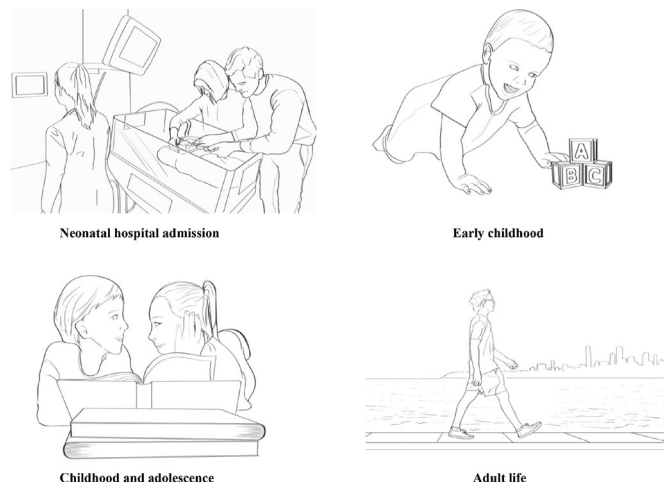 Neonatal hospital admission
Early childhood
A
B C
Childhood and adolescence
Adult life